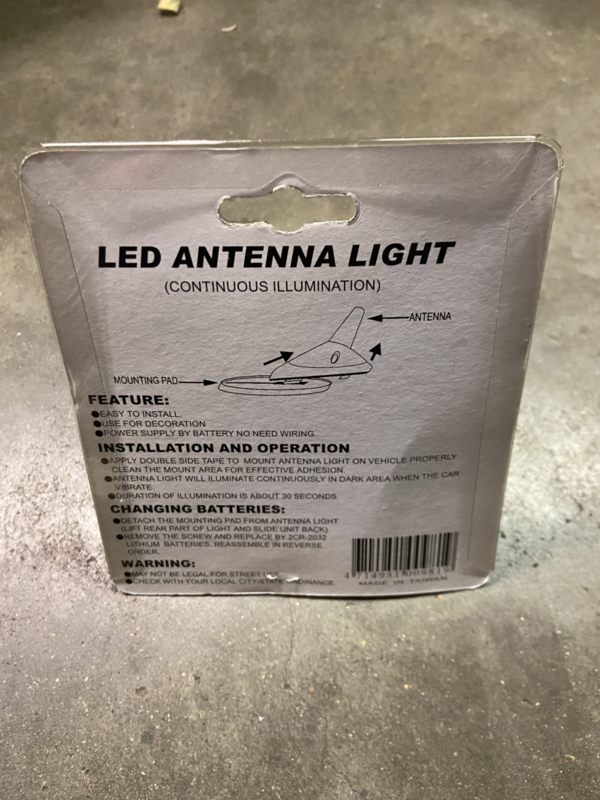 LED ANTENNA LIGHT
(CONTINUOUS ILLUMINATION)
ANTENNA
MOUNTING PAD
FEATURE:
●EASY TO INSTALL.
●USE FOR DECORATION
●POWER SUPPLY BY BATTERY NO NEED WIRING.
INSTALLATION AND OPERATION
●APPLY DOUBLE SIDE TAPE TO MOUNT ANTENNA LIGHT ON VEHICLE PROPERLY
CLEAN THE MOUNT AREA FOR EFFECTIVE ADHESION.
●ANTENNA LIGHT WILL ILUMINATE CONTINUOUSLY IN DARK AREA WHEN THE CAR
VIBRATE.
●DURATION OF ILLUMINATION IS ABOUT 30 SECONDS.
CHANGING BATTERIES:
●DETACH THE MOUNTING PAD FROM ANTENNA LIGHT.
(LIFT REAR PART OF LIGHT AND SLIDE UNIT BACK)
●REMOVE THE SCREW AND REPLACE BY 2CR-2032
LITHIUM BATTERIES. REASSEMBLE IN REVERSE
ORDER.
WARNING:
●MAY NOT BE LEGAL FOR STREET USE.
●CHECK WITH YOUR LOCAL CITY/STATE ORDINANCE
MADE IN TAIWAN